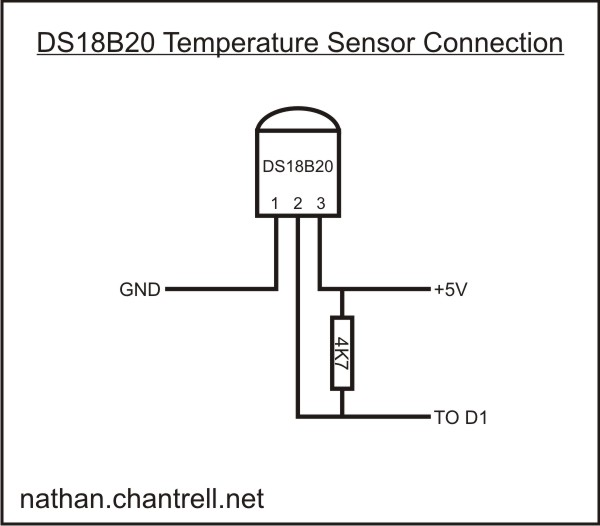 DS18B20 Temperature Sensor Connection
DS18B20
1 2 3
GND
+5V
4K7
TO D1
nathan.chantrell.net